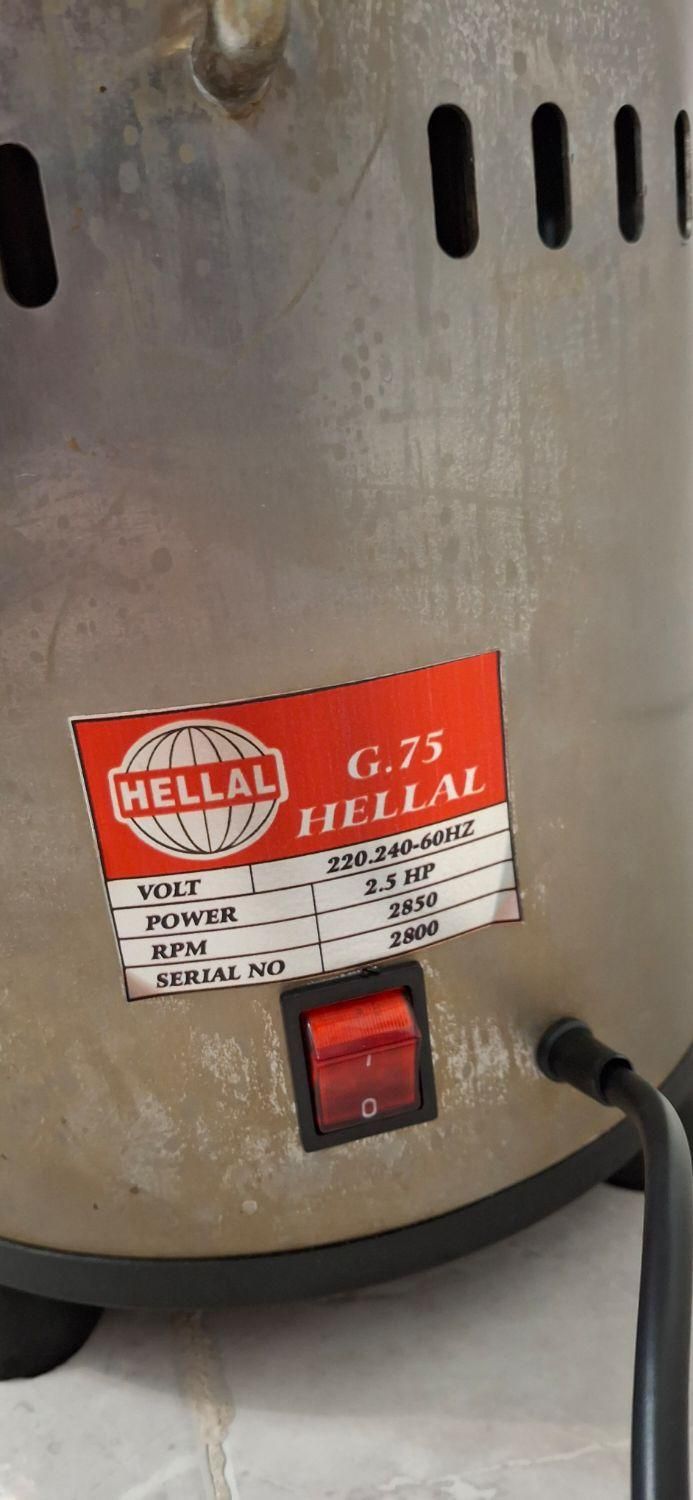 HELLAL
G.75
HELLAL
VOLT 220.240-60HZ
POWER 2.5 HP
RPM 2850
SERIAL NO 2800
I
O